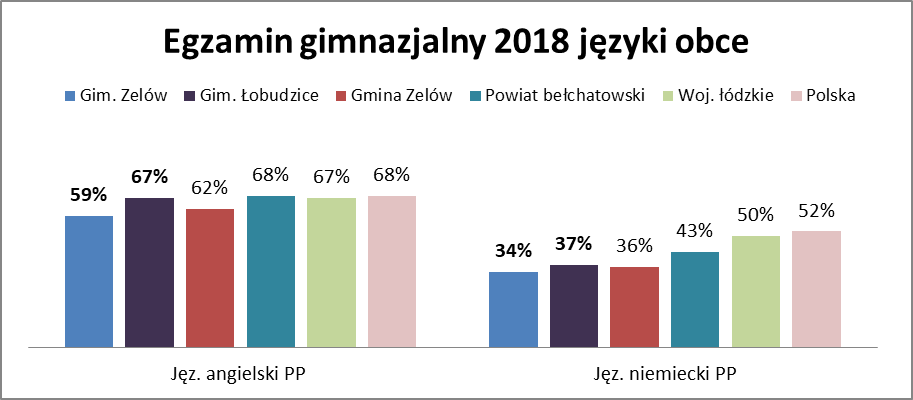 Egzamin gimnazjalny 2018 języki obce
Gim. Zelów Gim. Łobudzice Gmina Zelów Powiat bełchatowski Woj. łódzkie Polska
59% 67% 62% 68% 67% 68% 34% 37% 36% 43% 50% 52%
Jęz. angielski PP Jęz. niemiecki PP